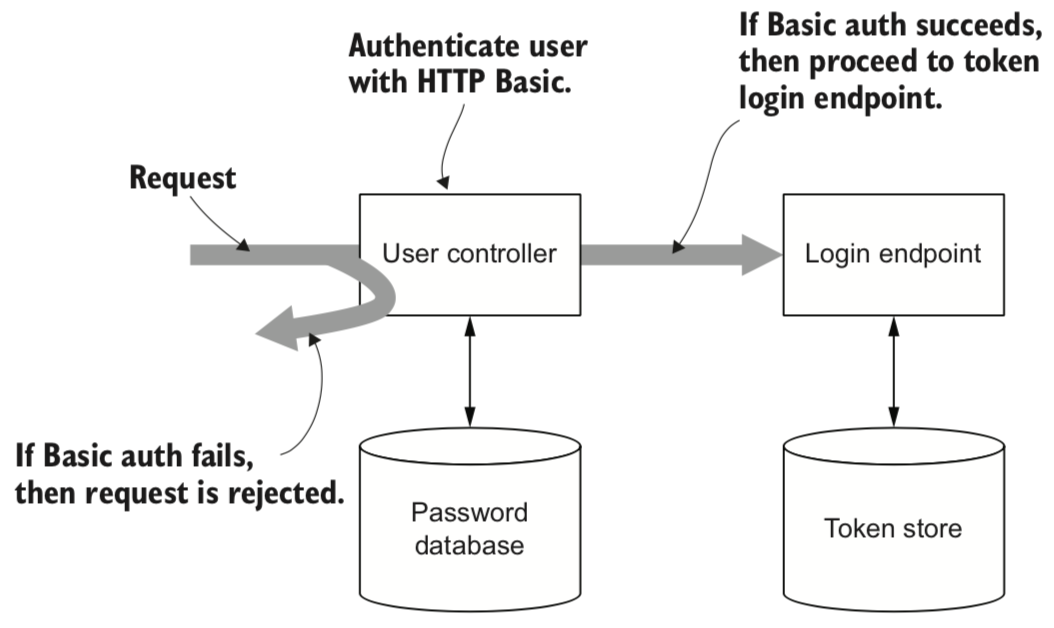 If Basic auth succeeds,
then proceed to token
login endpoint.
Authenticate user
with HTTP Basic.
Request
User controller
Login endpoint
If Basic auth fails,
then request is rejected.
Password
database
Token store